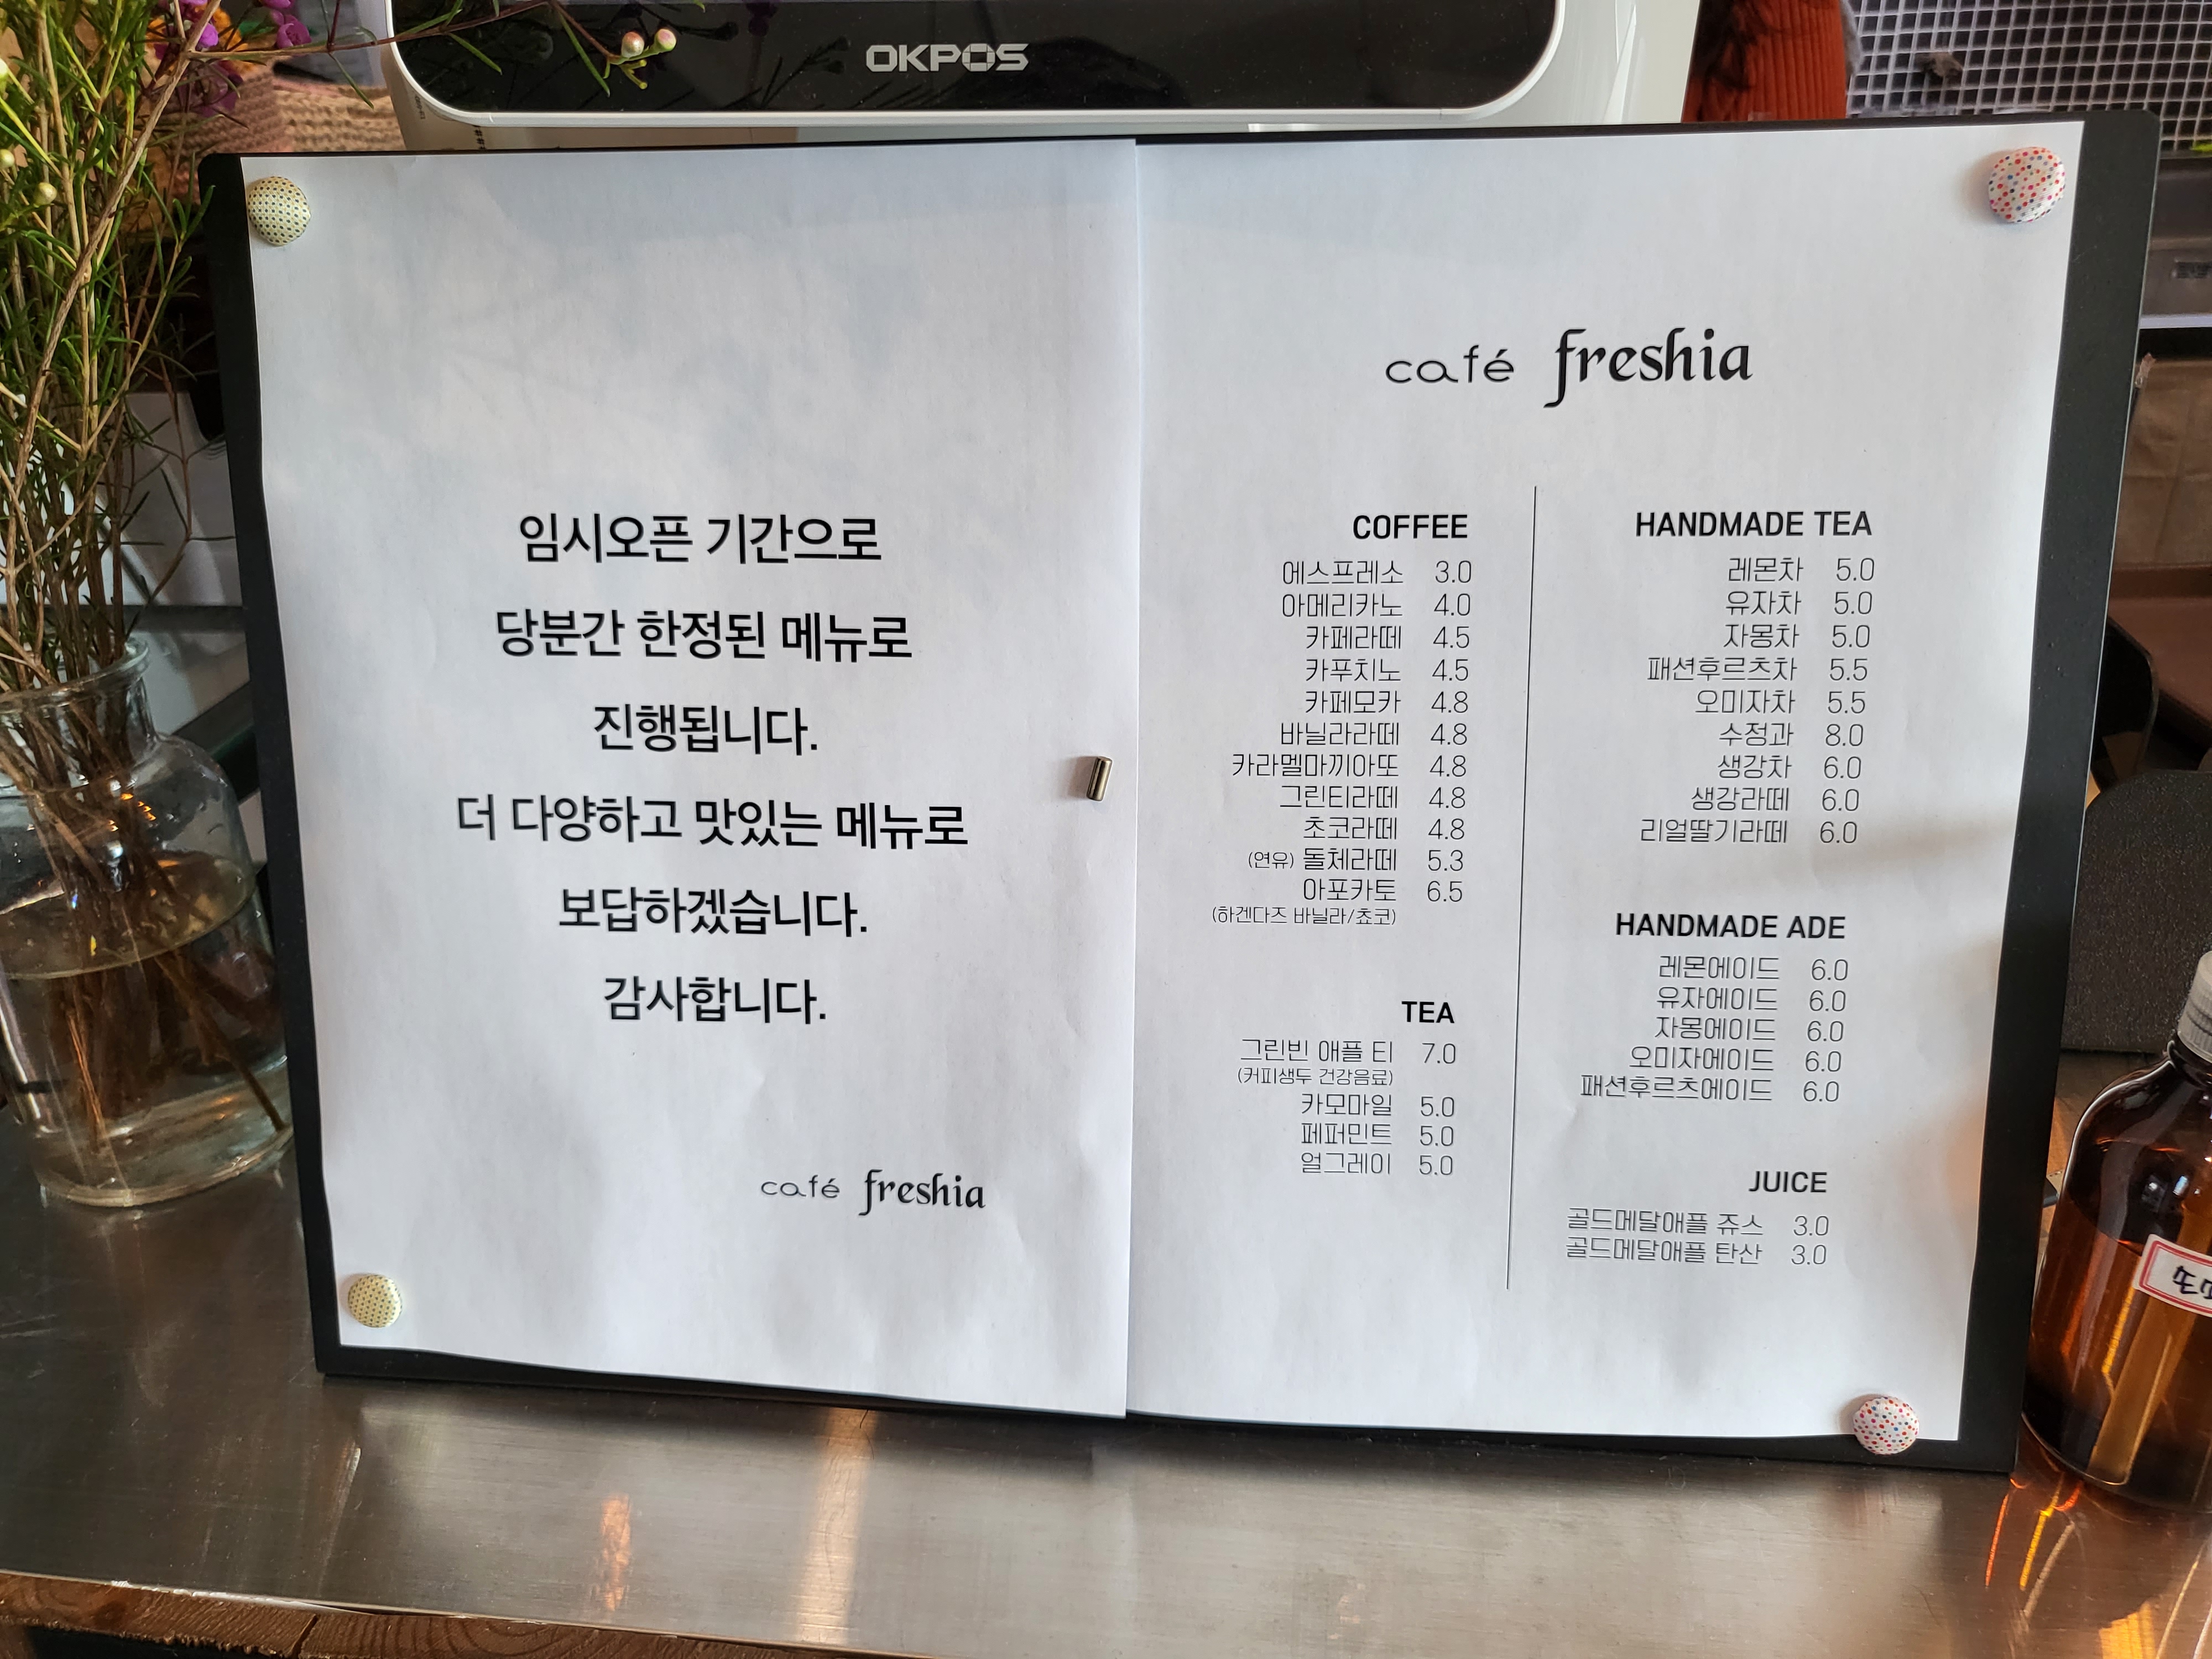 OKPOS
임시오픈 기간으로
당분간 한정된 메뉴로
진행됩니다.
더 다양하고 맛있는 메뉴로
보답하겠습니다.
감사합니다.
café freshia
café freshia
COFFEE
에스프레소 3.0
아메리카노 4.0
카페라떼 4.5
카푸치노 4.5
카페모카 4.8
바닐라라떼 4.8
카라멜마끼아또 4.8
그린티라떼 4.8
초코라떼 4.8
(연유) 돌체라떼 5.3
아포카토 6.5
(하겐다즈 바닐라/쵸코)
TEA
그린빈 애플 티 7.0
(커피생두 건강음료)
카모마일 5.0
페퍼민트 5.0
얼그레이 5.0
HANDMADE TEA
레몬차 5.0
유자차 5.0
자몽차 5.0
패션후르츠차 5.5
오미자차 5.5
수정과 8.0
생강차 6.0
생강라떼 6.0
리얼딸기라떼 6.0
HANDMADE ADE
레몬에이드 6.0
유자에이드 6.0
자몽에이드 6.0
오미자에이드 6.0
패션후르츠에이드 6.0
JUICE
골드메달애플 쥬스 3.0
골드메달애플 탄산 3.0